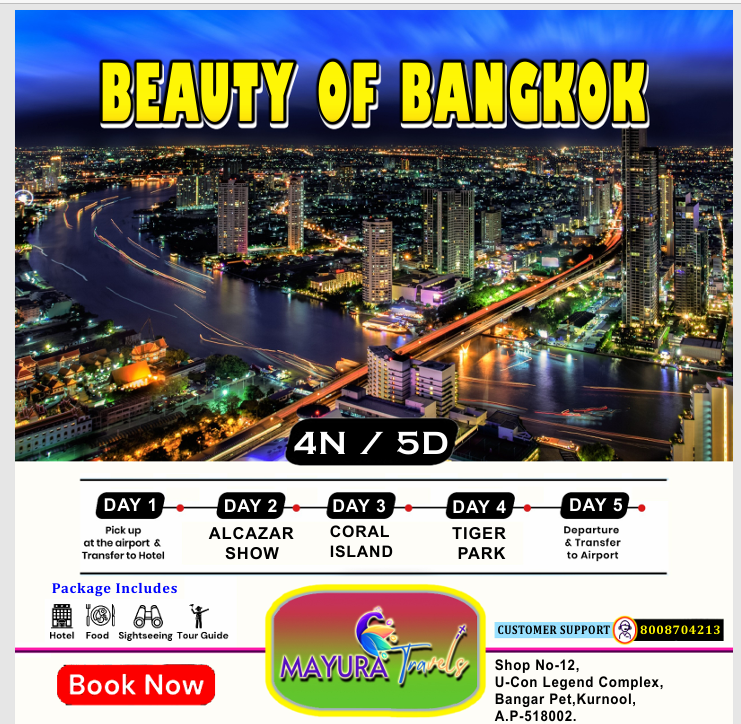 BEAUTY OF BANGKOK
4N / 5D
DAY 1
Pick up
at the airport &
Transfer to Hotel
DAY 2
ALCAZAR
SHOW
DAY 3
CORAL
ISLAND
DAY 4
TIGER
PARK
DAY 5
Departure
& Transfer
to Airport
Package Includes
Hotel Food Sightseeing Tour Guide
MAYURA Travels
CUSTOMER SUPPORT 8008704213
Book Now
Shop No-12,
U-Con Legend Complex,
Bangar Pet,Kurnool,
A.P-518002.